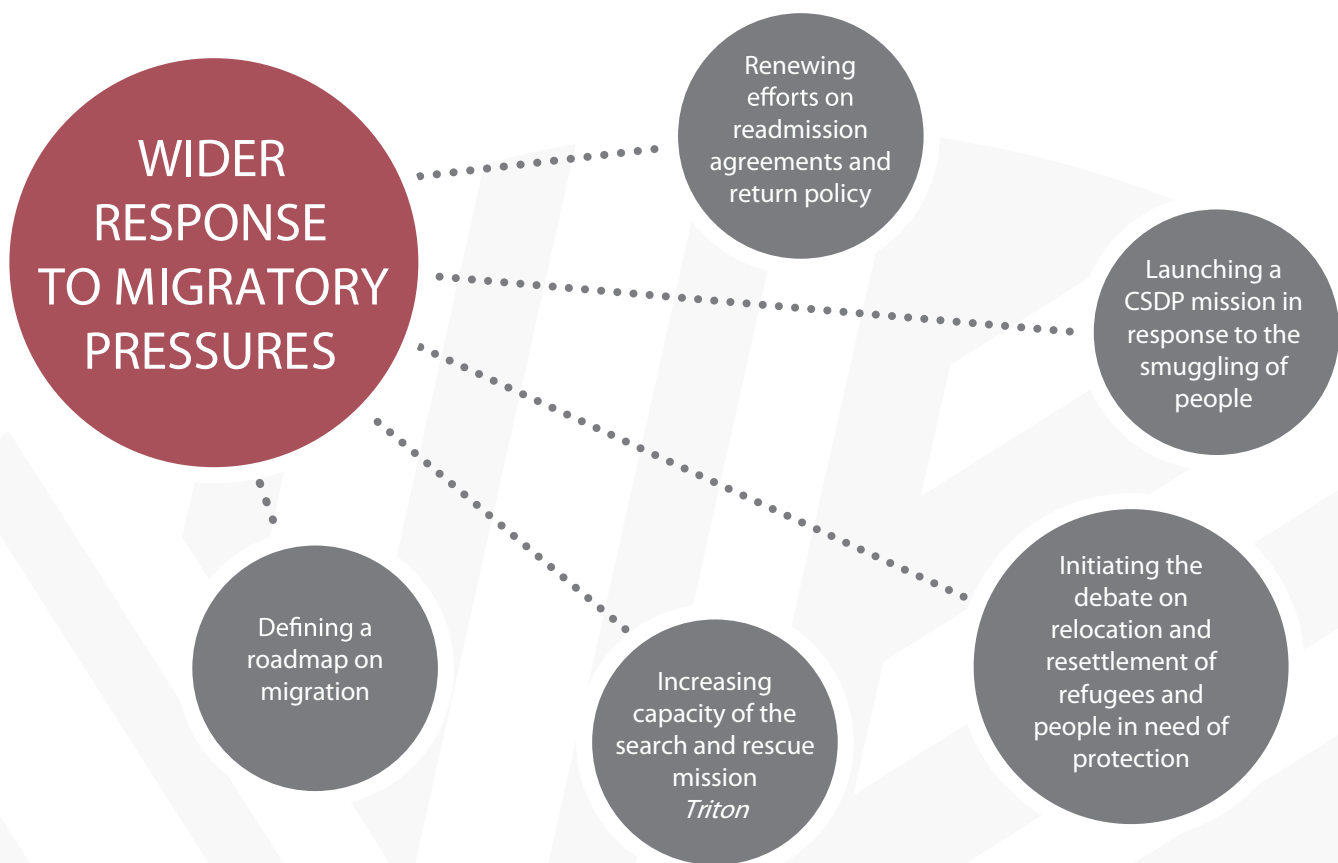 WIDER
RESPONSE
TO MIGRATORY
PRESSURES
Renewing
efforts on
readmission
agreements and
return policy
Launching a
CSDP mission in
response to the
smuggling of
people
Initiating the
debate on
relocation and
resettlement of
refugees and
people in need of
protection
Increasing
capacity of the
search and rescue
mission
Triton
Defining a
roadmap on
migration